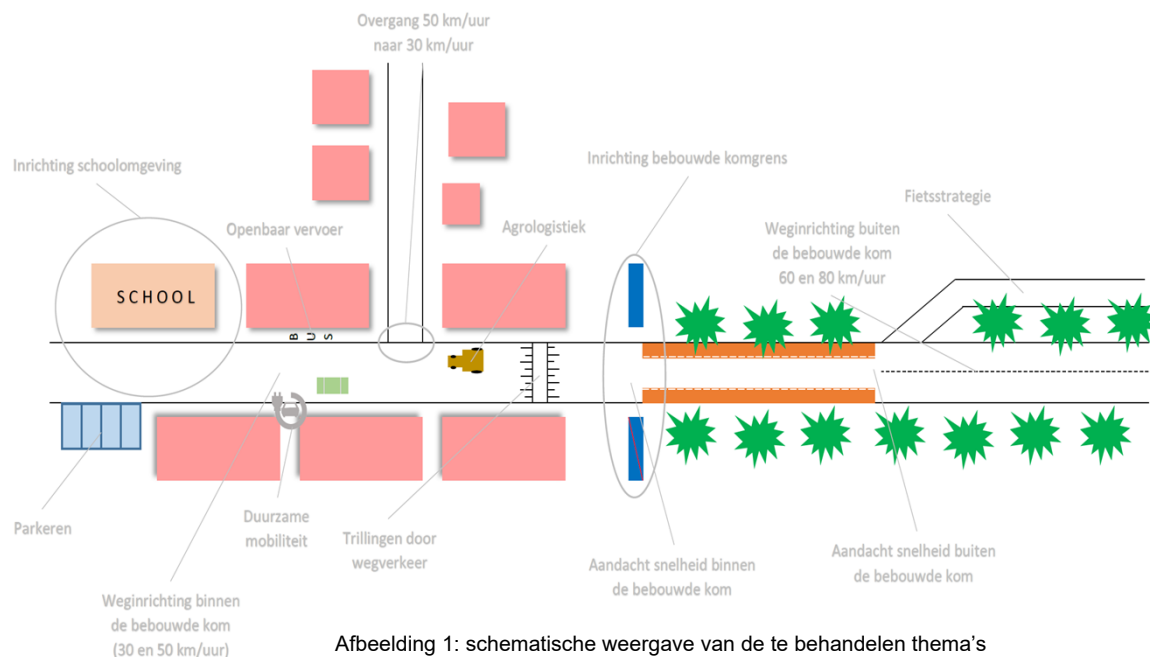 Overgang 50 km/uur
naar 30 km/uur
Inrichting schoolomgeving
Inrichting bebouwde komgrens
Fietsstrategie
Openbaar vervoer
Agrologistiek
Weginrichting buiten
de bebouwde kom
60 en 80 km/uur
SCHOOL
BUS
Parkeren
Duurzame
mobiliteit
Trillingen door
wegverkeer
Aandacht snelheid binnen
de bebouwde kom
Aandacht snelheid buiten
de bebouwde kom
Weginrichting binnen
de bebouwde kom
(30 en 50 km/uur)
Afbeelding 1: schematische weergave van de te behandelen thema's